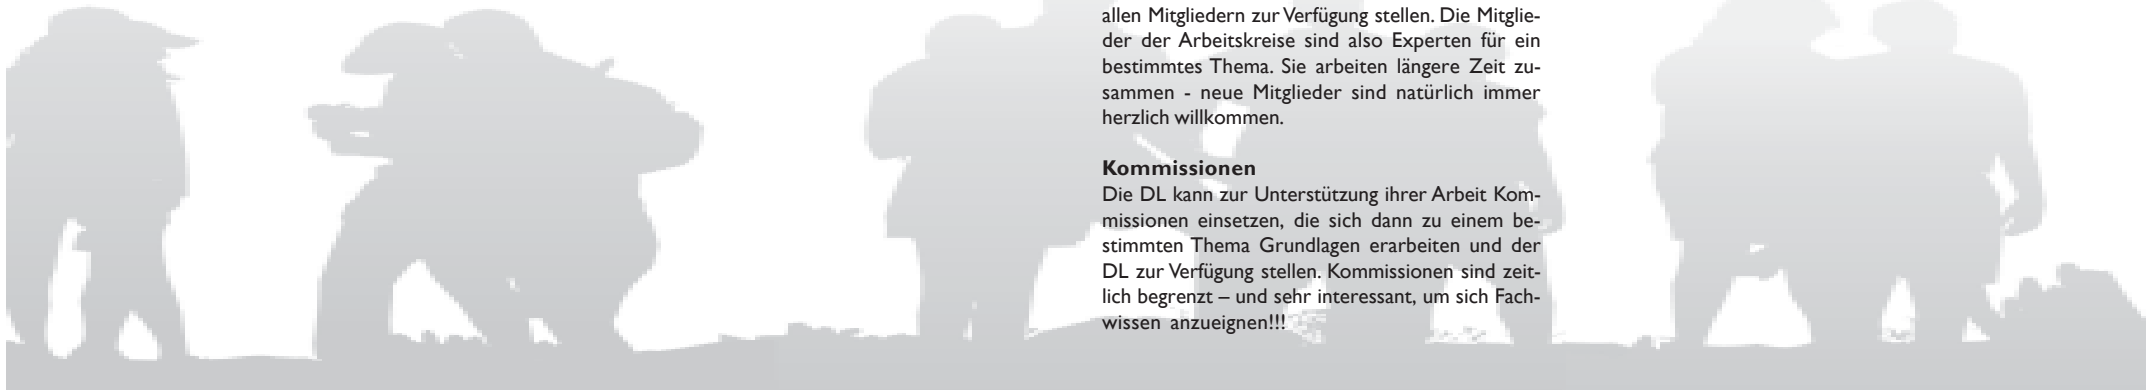 allen Mitgliedern zur Verfügung stellen. Die Mitglie-
der der Arbeitskreise sind also Experten für ein
bestimmtes Thema. Sie arbeiten längere Zeit zu-
sammen - neue Mitglieder sind natürlich immer
herzlich willkommen.
Kommissionen
Die DL kann zur Unterstützung ihrer Arbeit Kom-
missionen einsetzen, die sich dann zu einem be-
stimmten Thema Grundlagen erarbeiten und der
DL zur Verfügung stellen. Kommissionen sind zeit-
lich begrenzt – und sehr interessant, um sich Fach-
wissen anzueignen!!!